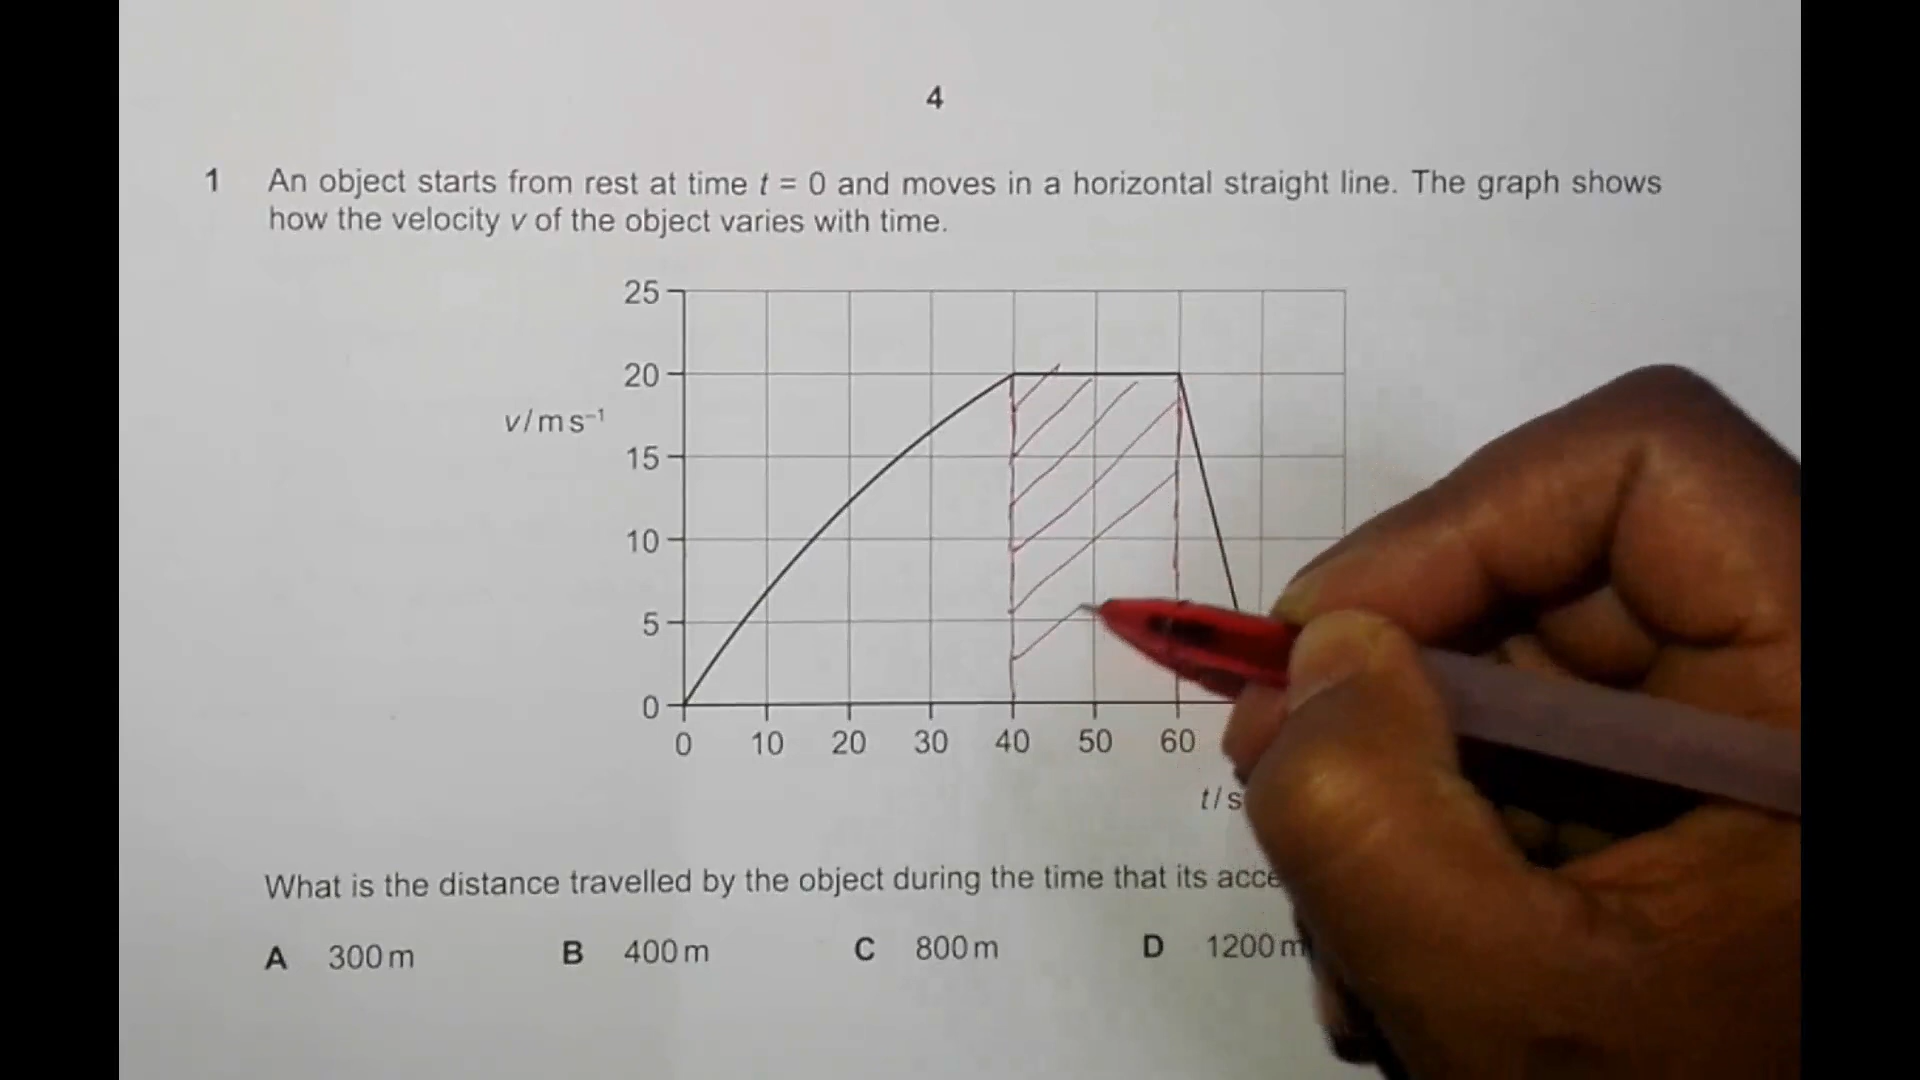 4
1 An object starts from rest at time t = 0 and moves in a horizontal straight line. The graph shows
how the velocity v of the object varies with time.
25
20
v/m s⁻¹
15
10
5
0
0 10 20 30 40 50 60
t/s
What is the distance travelled by the object during the time that its
A 300 m B 400 m C 800 m D 1200 m